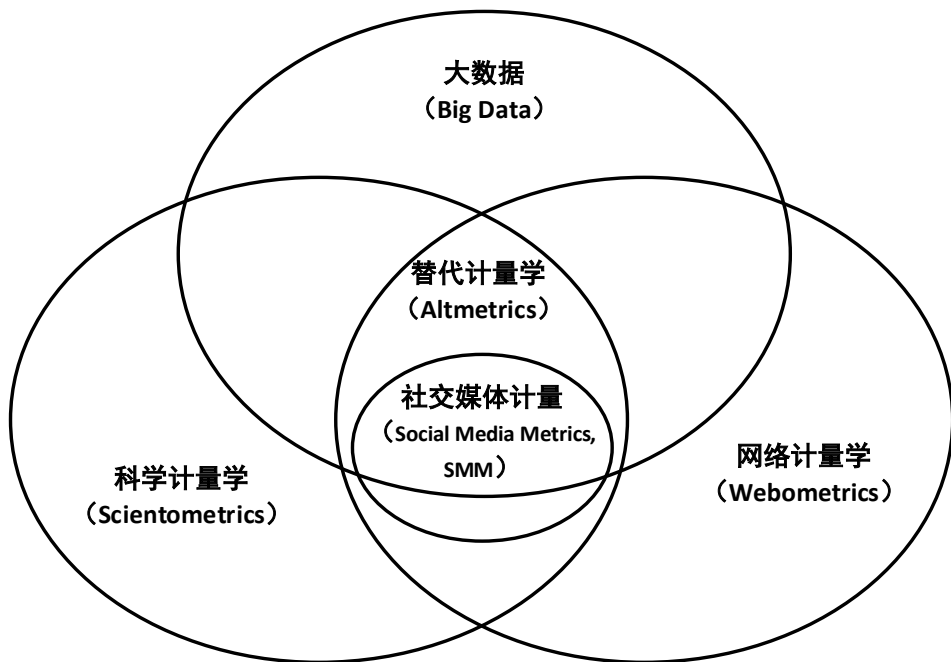 大数据
（Big Data）
替代计量学
（Altmetrics）
社交媒体计量
（Social Media Metrics,
SMM）
科学计量学
（Scientometrics）
网络计量学
（Webometrics）